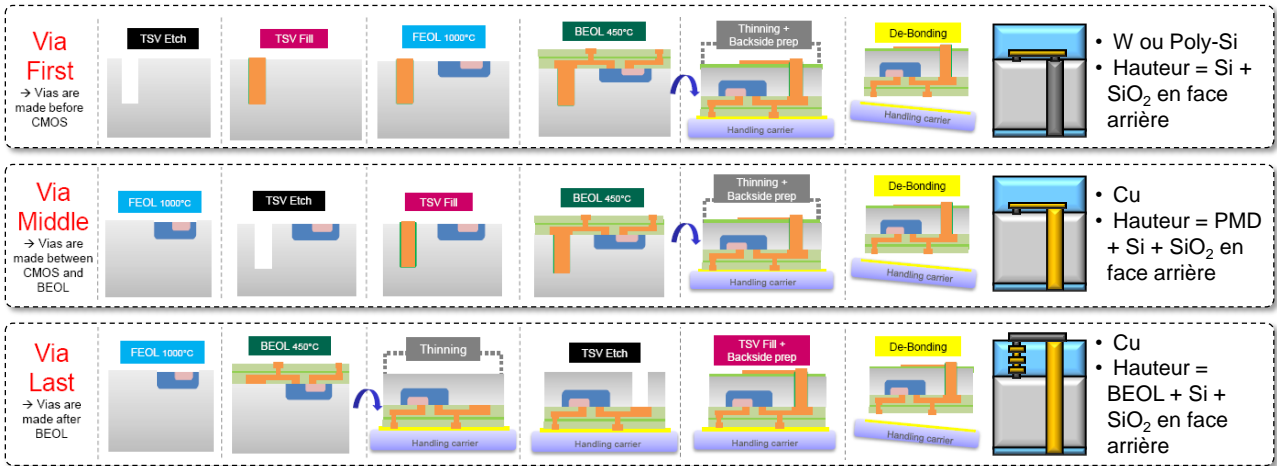 Via
First
→ Vias are
made before
CMOS
TSV Etch
TSV Fill
FEOL 1000°C
BEOL 450°C
Thinning +
Backside prep
Handling carrier
De-Bonding
Handling carrier
• W ou Poly-Si
• Hauteur = Si +
SiO2 en face
arrière
Via
Middle
→ Vias are
made between
CMOS and
BEOL
FEOL 1000°C
TSV Etch
TSV Fill
BEOL 450°C
Thinning +
Backside prep
Handling carrier
De-Bonding
Handling carrier
• Cu
• Hauteur = PMD
+ Si + SiO2 en
face arrière
Via
Last
→ Vias are
made after
BEOL
FEOL 1000°C
BEOL 450°C
Thinning
Handling carrier
TSV Etch
Handling carrier
TSV Fill +
Backside prep
Handling carrier
De-Bonding
Handling carrier
• Cu
• Hauteur =
BEOL + Si +
SiO2 en face
arrière